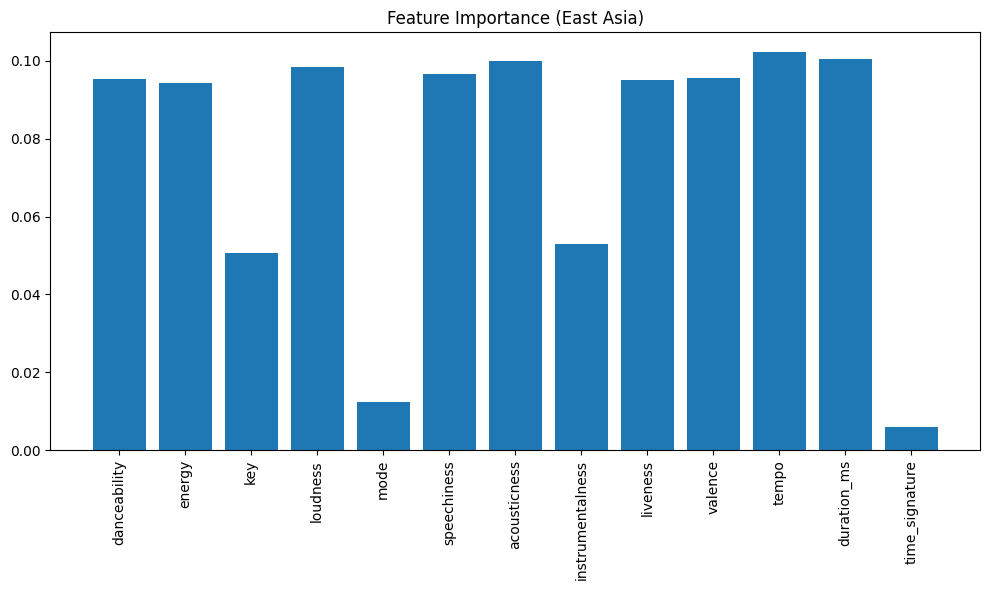 Feature Importance (East Asia)
0.10
0.08
0.06
0.04
0.02
0.00
danceability
energy
key
loudness
mode
speechiness
acousticness
instrumentalness
liveness
valence
tempo
duration_ms
time_signature